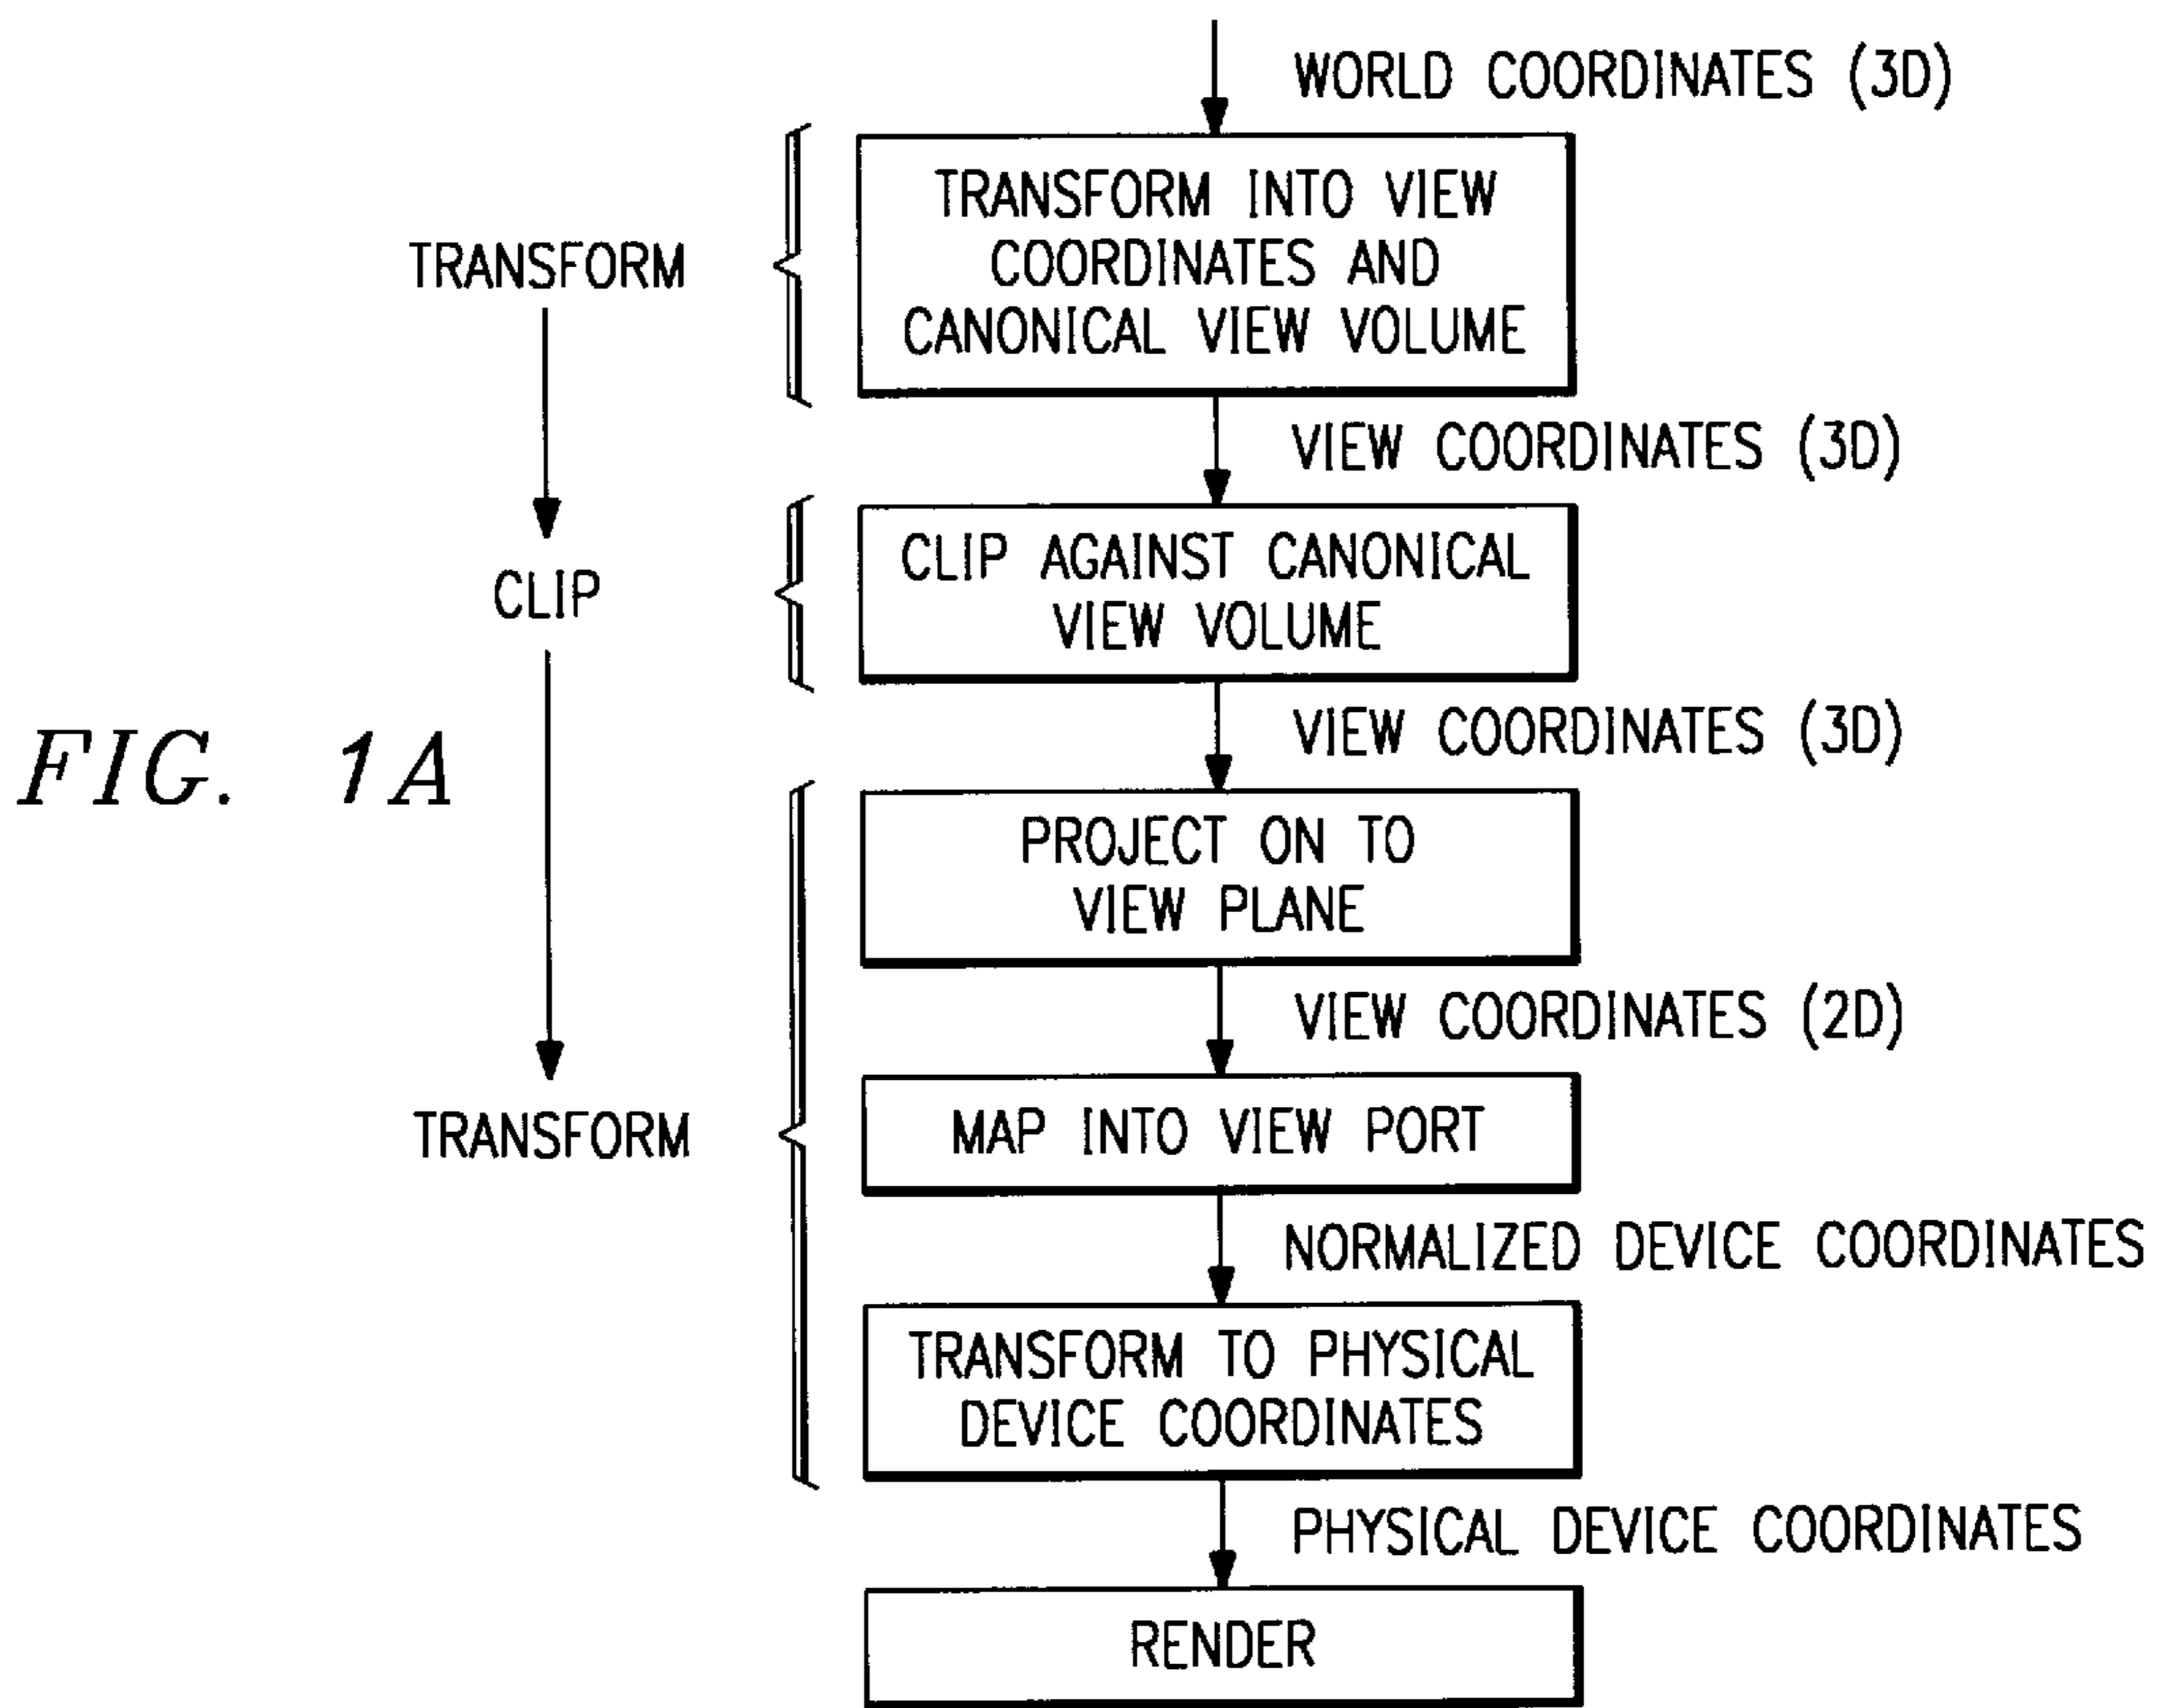 WORLD COORDINATES (3D)
TRANSFORM INTO VIEW
COORDINATES AND
CANONICAL VIEW VOLUME
TRANSFORM
VIEW COORDINATES (3D)
CLIP AGAINST CANONICAL
VIEW VOLUME
CLIP
VIEW COORDINATES (3D)
FIG. 1A
PROJECT ON TO
VIEW PLANE
VIEW COORDINATES (2D)
MAP INTO VIEW PORT
TRANSFORM
NORMALIZED DEVICE COORDINATES
TRANSFORM TO PHYSICAL
DEVICE COORDINATES
PHYSICAL DEVICE COORDINATES
RENDER